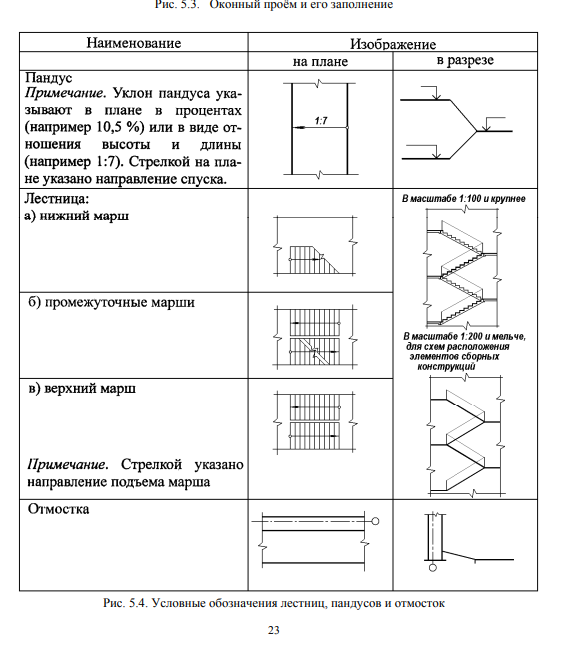 Рис. 5.3. Оконный проём и его заполнение
Наименование
Изображение
на плане
в разрезе
Пандус
Примечание. Уклон пандуса ука-
зывают в плане в процентах
(например 10,5 %) или в виде от-
ношения высоты и длины
(например 1:7). Стрелкой на пла-
не указано направление спуска.
1:7
Лестница:
а) нижний марш
В масштабе 1:100 и крупнее
б) промежуточные марши
В масштабе 1:200 и мельче,
для схем расположения
элементов сборных
конструкций
в) верхний марш
Примечание. Стрелкой указано
направление подъема марша
Отмостка
Рис. 5.4. Условные обозначения лестниц, пандусов и отмосток
23